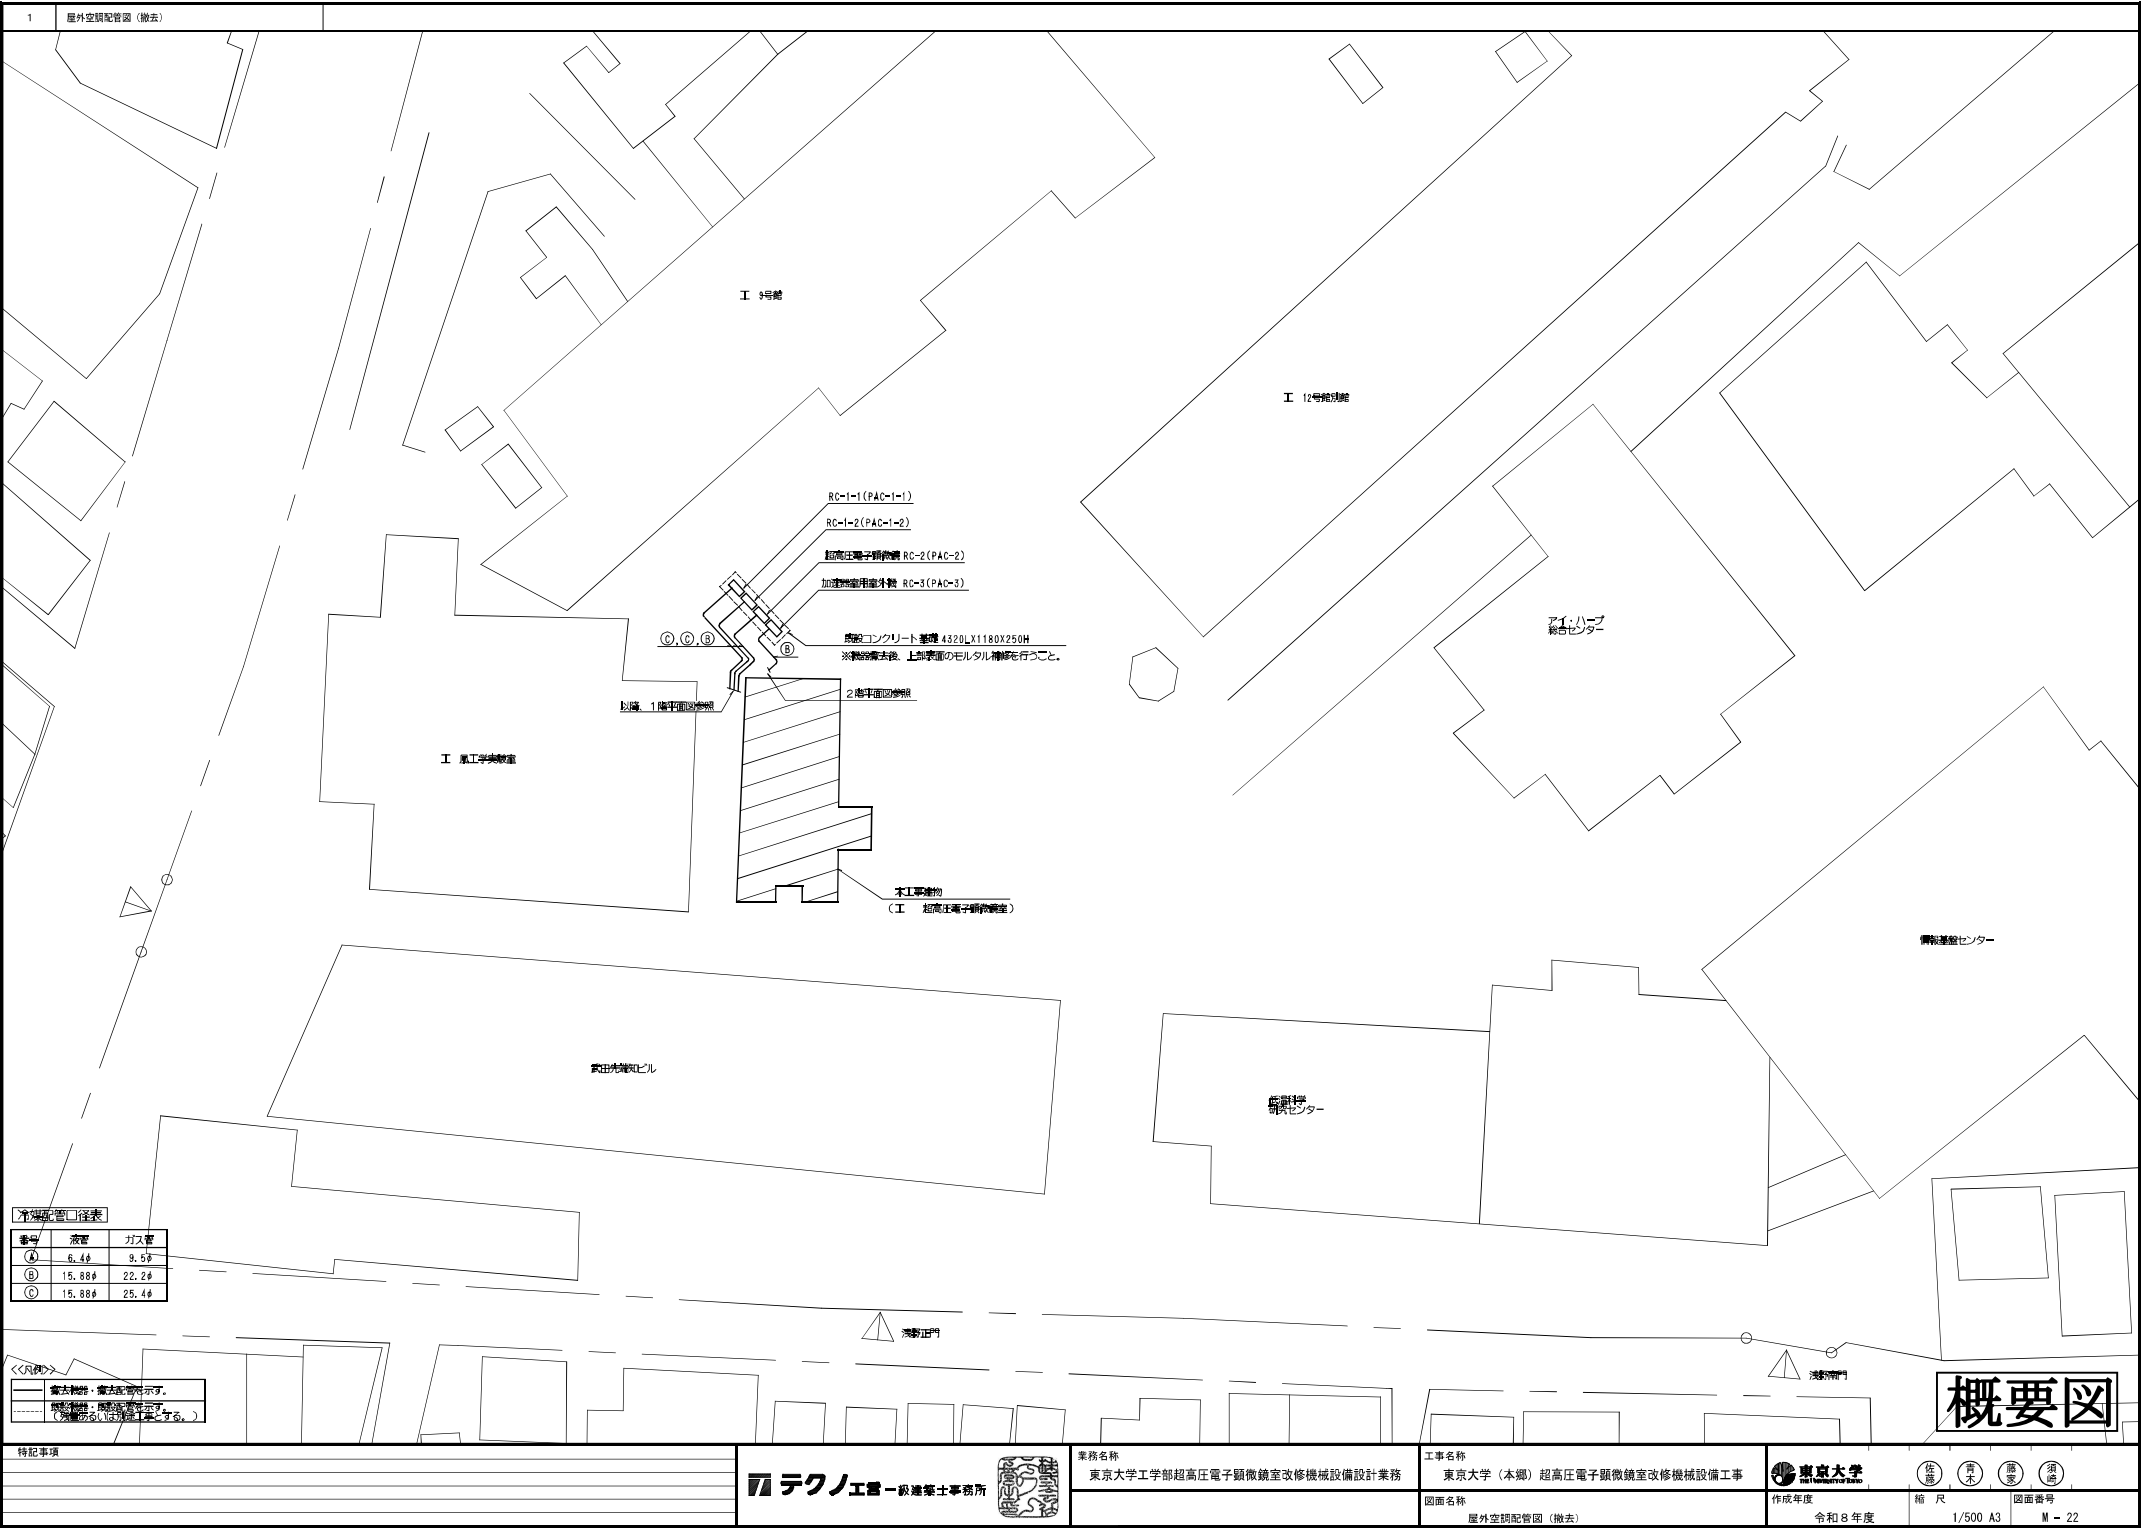 1 屋外空調配管図（撤去）
工 9号館
工 12号館別館
RC-1-1(PAC-1-1)
RC-1-2(PAC-1-2)
超高圧電子顕微鏡 RC-2(PAC-2)
加速器室用室外機 RC-3(PAC-3)
Ⓒ,Ⓒ,Ⓑ
既設コンクリート基礎 4320LX1180X250H
Ⓑ
※機器撤去後、上部表面のモルタル補修を行うこと。
2階平面図参照
以降、1階平面図参照
アイ・ハープ
総合センター
工 風工学実験室
本工事建物
（工 超高圧電子顕微鏡室）
情報基盤センター
武田先端知ビル
低温科学
研究センター
冷媒配管口径表
番号 液管 ガス管
Ⓐ 6.4φ 9.5φ
Ⓑ 15.88φ 22.2φ
Ⓒ 15.88φ 25.4φ
浅野正門
浅野南門
<<凡例>>
撤去機器・撤去配管を示す。
既設機器・既設配管を示す。
（残置あるいは別途工事とする。）
概要図
特記事項
テクノ工営一級建築士事務所
業務名称
東京大学工学部超高圧電子顕微鏡室改修機械設備設計業務
工事名称
東京大学（本郷）超高圧電子顕微鏡室改修機械設備工事
図面名称
屋外空調配管図（撤去）
東京大学
THE UNIVERSITY OF TOKYO
佐藤 青木 藤家 須崎
作成年度
令和8年度
縮 尺
1/500 A3
図面番号
M - 22